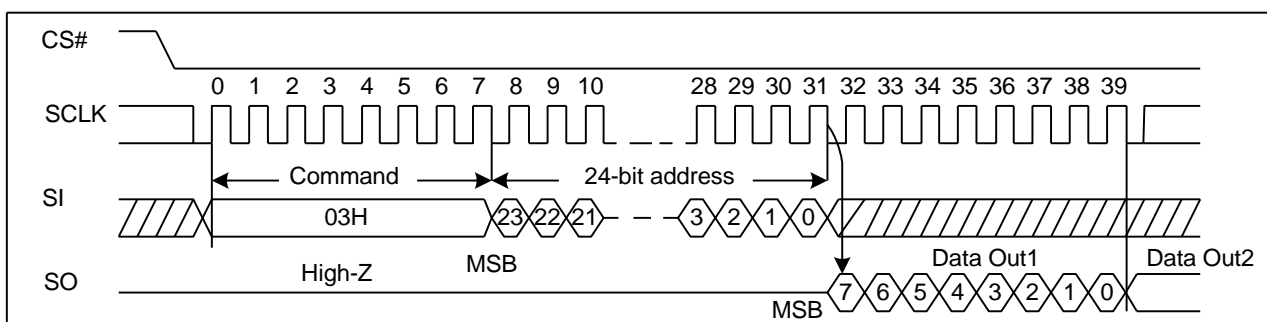 CS#
0 1 2 3 4 5 6 7 8 9 10 28 29 30 31 32 33 34 35 36 37 38 39
SCLK
Command 24-bit address
SI
03H 23 22 21 3 2 1 0
High-Z MSB Data Out1 Data Out2
SO
MSB 7 6 5 4 3 2 1 0